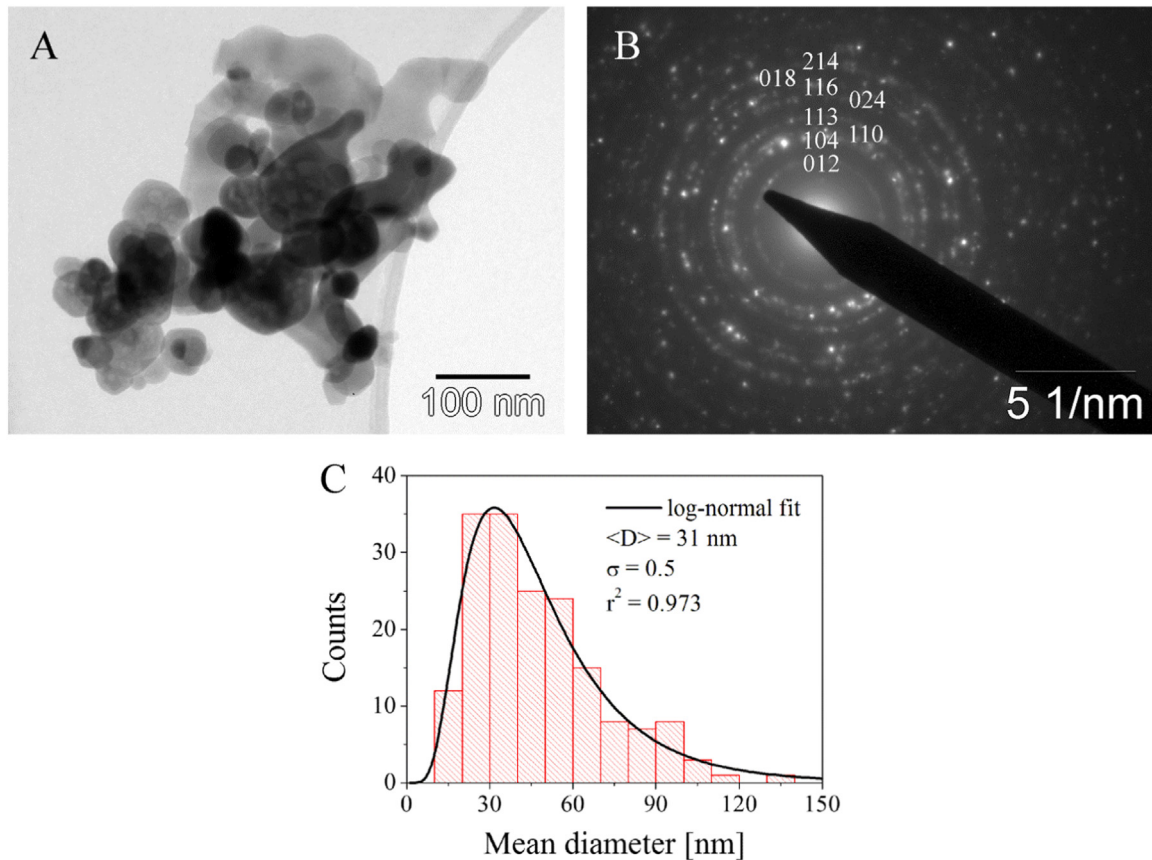 A
100 nm
B
214
018
116
024
113
104
110
012
5 1/nm
C
40
30
20
10
0
Counts
log-normal fit
<D> = 31 nm
σ = 0.5
r² = 0.973
0 30 60 90 120 150
Mean diameter [nm]